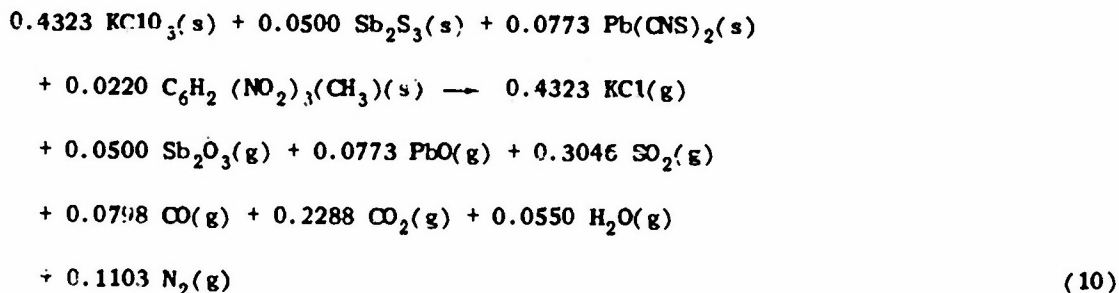 0.4323 KClO₃(s) + 0.0500 Sb₂S₃(s) + 0.0773 Pb(CNS)₂(s)
+ 0.0220 C₆H₂ (NO₂)₃(CH₃)(s) → 0.4323 KCl(g)
+ 0.0500 Sb₂O₃(g) + 0.0773 PbO(g) + 0.3046 SO₂(g)
+ 0.0798 CO(g) + 0.2288 CO₂(g) + 0.0550 H₂O(g)
+ 0.1103 N₂(g) (10)